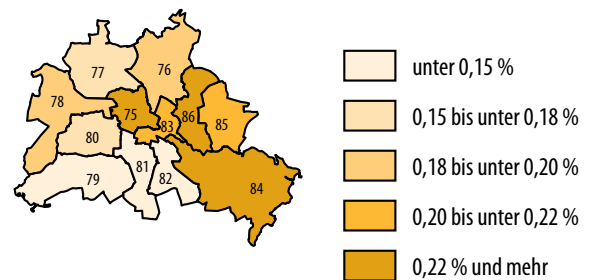 77
76
78
75
83
86
85
80
81
79
82
84
unter 0,15 %
0,15 bis unter 0,18 %
0,18 bis unter 0,20 %
0,20 bis unter 0,22 %
0,22 % und mehr